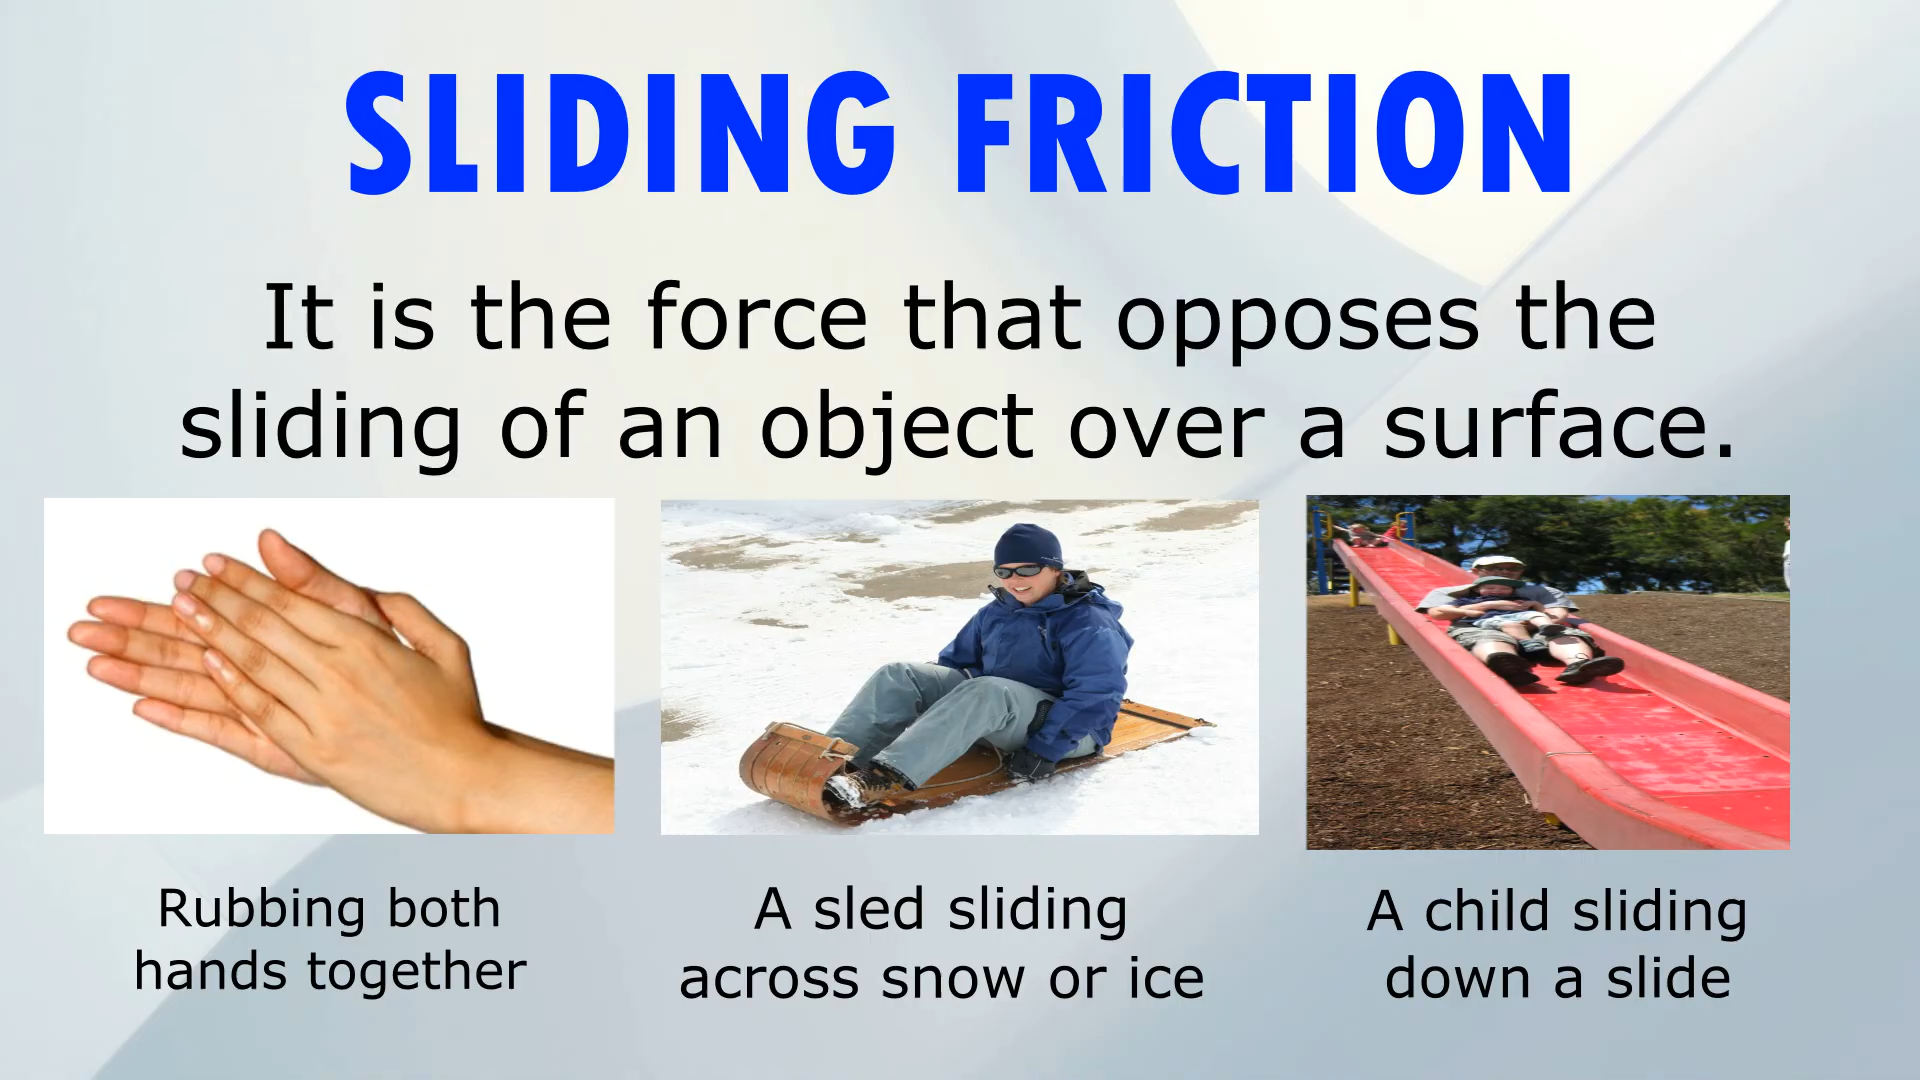 SLIDING FRICTION
It is the force that opposes the
sliding of an object over a surface.
Rubbing both
hands together
A sled sliding
across snow or ice
A child sliding
down a slide